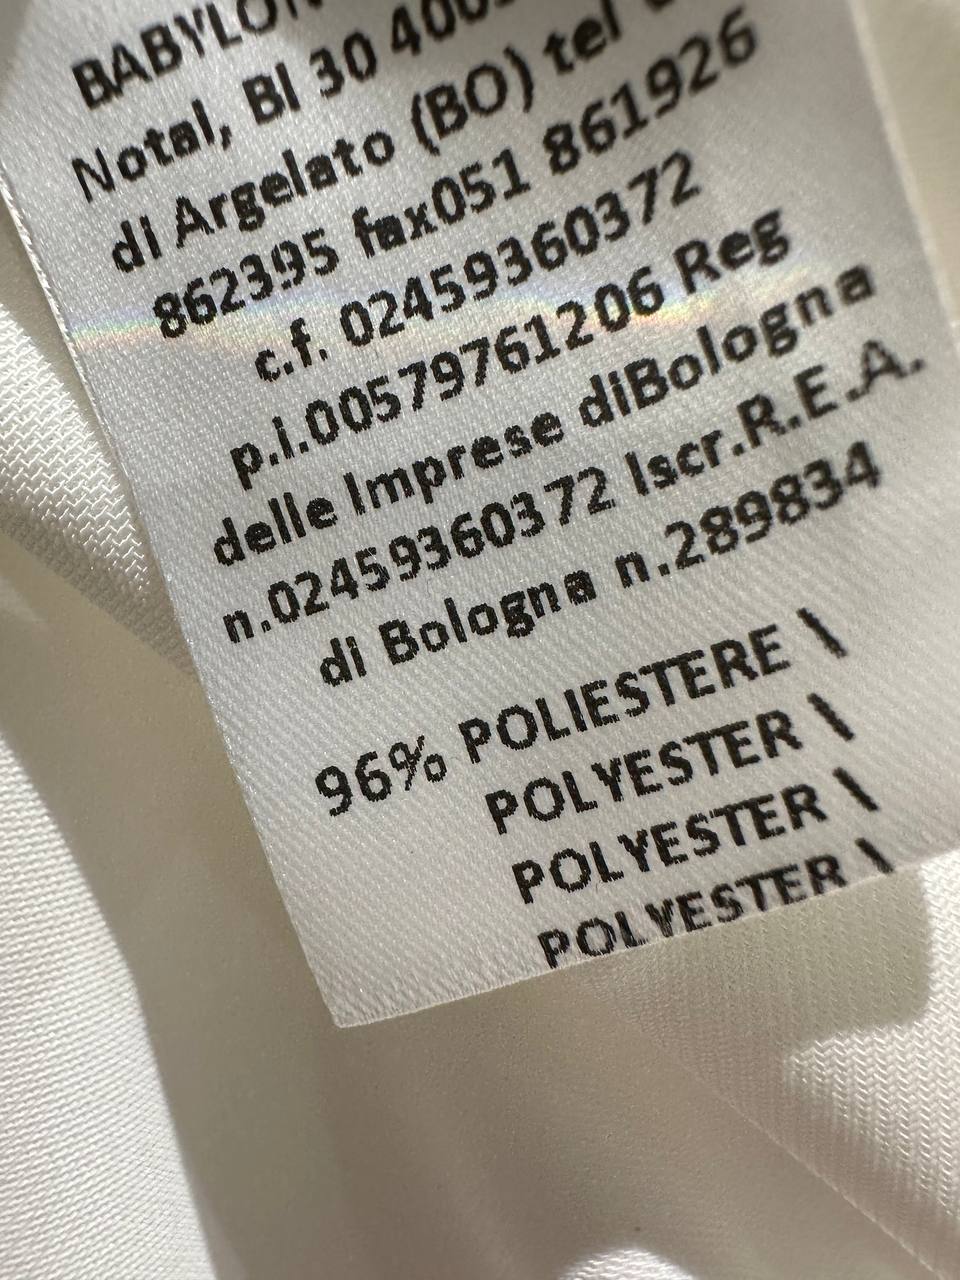 BABYLON
Notal, Bl 30 400
di Argelato (BO) tel
862395 fax051 861926
c.f. 02459360372
p.i.00579761206 Reg
delle Imprese diBologna
n.02459360372 Iscr.R.E.A.
di Bologna n.289834
96% POLIESTERE \
POLYESTER \
POLYESTER \
POLYESTER \